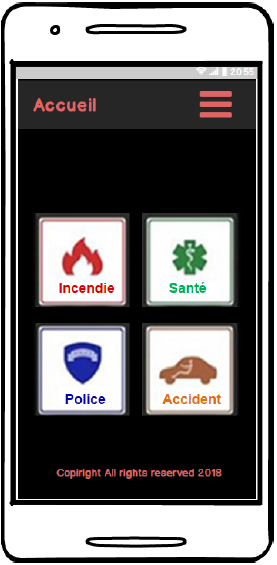 20:55
Accueil
Incendie
Santé
Police
Accident
Copiright All rights reserved 2018